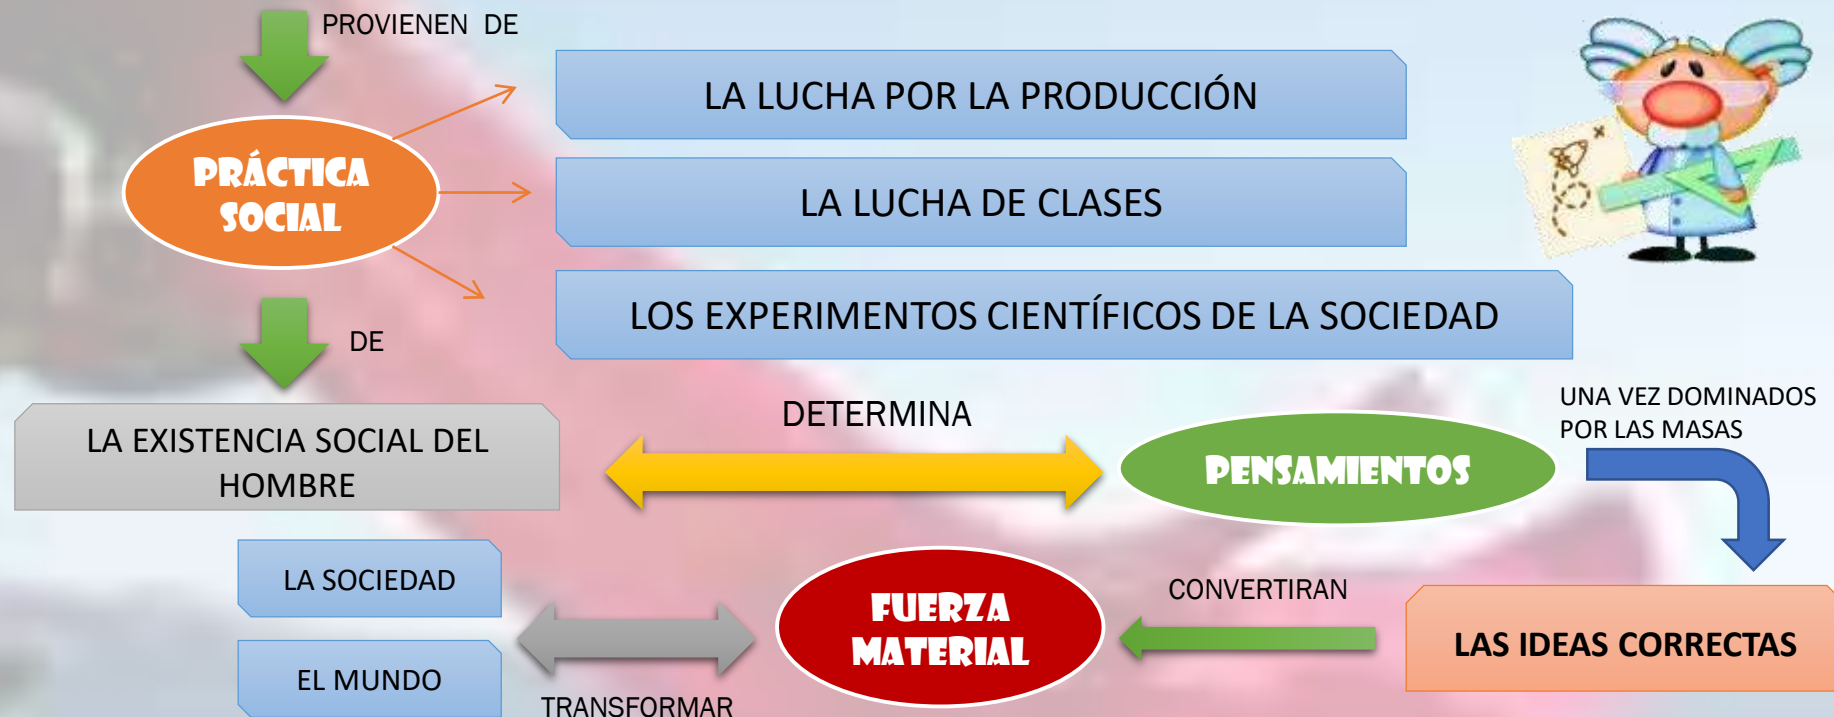 PROVIENEN DE
PRÁCTICA
SOCIAL
LA LUCHA POR LA PRODUCCIÓN
LA LUCHA DE CLASES
LOS EXPERIMENTOS CIENTÍFICOS DE LA SOCIEDAD
DE
LA EXISTENCIA SOCIAL DEL
HOMBRE
DETERMINA
PENSAMIENTOS
UNA VEZ DOMINADOS
POR LAS MASAS
LAS IDEAS CORRECTAS
CONVERTIRAN
FUERZA
MATERIAL
TRANSFORMAR
LA SOCIEDAD
EL MUNDO